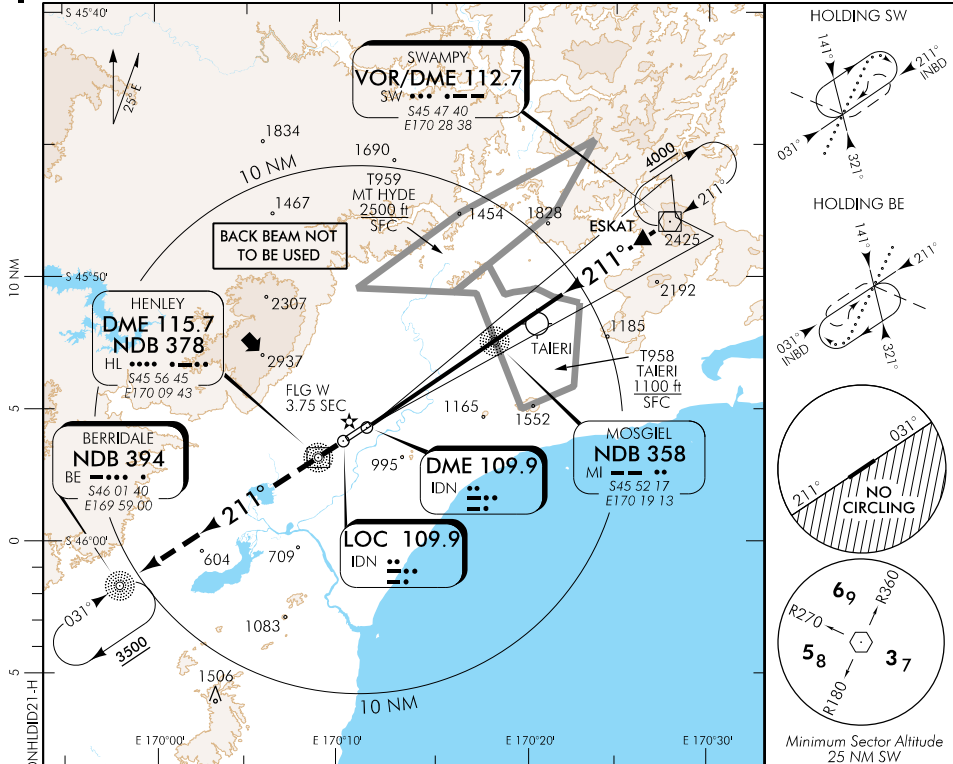 S 45°40'
25° E
SWAMPY
VOR/DME 112.7
SW
S45 47 40
E170 28 38
1834
1690
10 NM
T959
MT HYDE
2500 ft
SFC
1467
1454
1828
4000
211°
ESKAT
2425
BACK BEAM NOT
TO BE USED
211°
10 NM
S 45°50'
HENLEY
DME 115.7
NDB 378
HL
S45 56 45
E170 09 43
2307
2937
2192
1185
TAIERI
T958
TAIERI
1100 ft
SFC
FLG W
3.75 SEC
1165
1552
5
BERRIDALE
NDB 394
BE
S46 01 40
E169 59 00
995
DME 109.9
IDN
MOSGIEL
NDB 358
MI
S45 52 17
E170 19 13
211°
LOC 109.9
IDN
S 46°00'
0
604
709
031°
3500
1083
5
1506
10 NM
E 170°00'
E 170°10'
E 170°20'
E 170°30'
NHLDID21-H
HOLDING SW
141°
211°
INBD
031°
321°
HOLDING BE
141°
211°
031°
INBD
321°
031°
211°
NO
CIRCLING
69
R360
R270
58
37
R180
Minimum Sector Altitude
25 NM SW